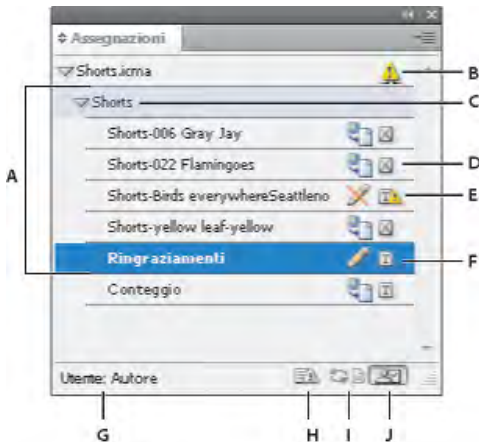 Assegnazioni
Shorts.icma
B
Shorts
C
Shorts-006 Gray Jay
Shorts-022 Flamingoes
D
A
Shorts-Birds everywhereSeattleno
E
Shorts-yellow leaf-yellow
Ringraziamenti
F
Conteggio
Utente: Autore
G
H
I
J